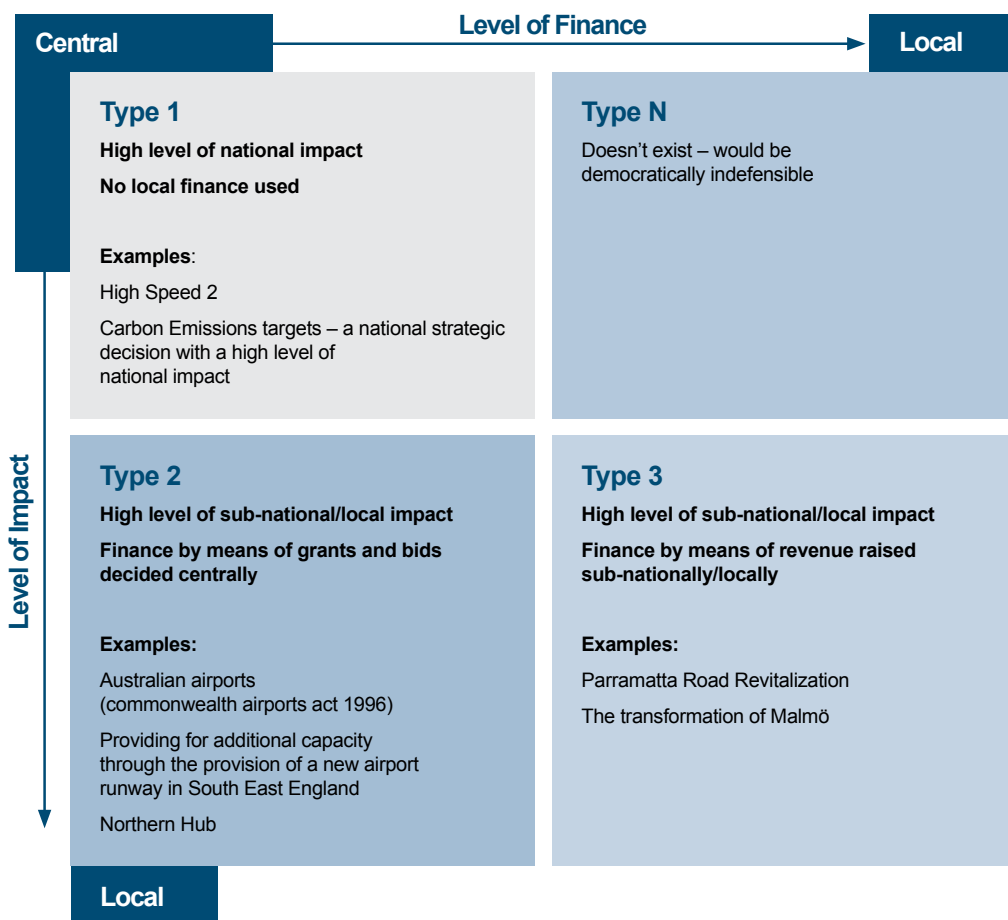 Central
Level of Finance
Local
Type 1
High level of national impact
No local finance used
Examples:
High Speed 2
Carbon Emissions targets – a national strategic
decision with a high level of
national impact
Type N
Doesn't exist – would be
democratically indefensible
Level of Impact
Type 2
High level of sub-national/local impact
Finance by means of grants and bids
decided centrally
Examples:
Australian airports
(commonwealth airports act 1996)
Providing for additional capacity
through the provision of a new airport
runway in South East England
Northern Hub
Type 3
High level of sub-national/local impact
Finance by means of revenue raised
sub-nationally/locally
Examples:
Parramatta Road Revitalization
The transformation of Malmö
Local